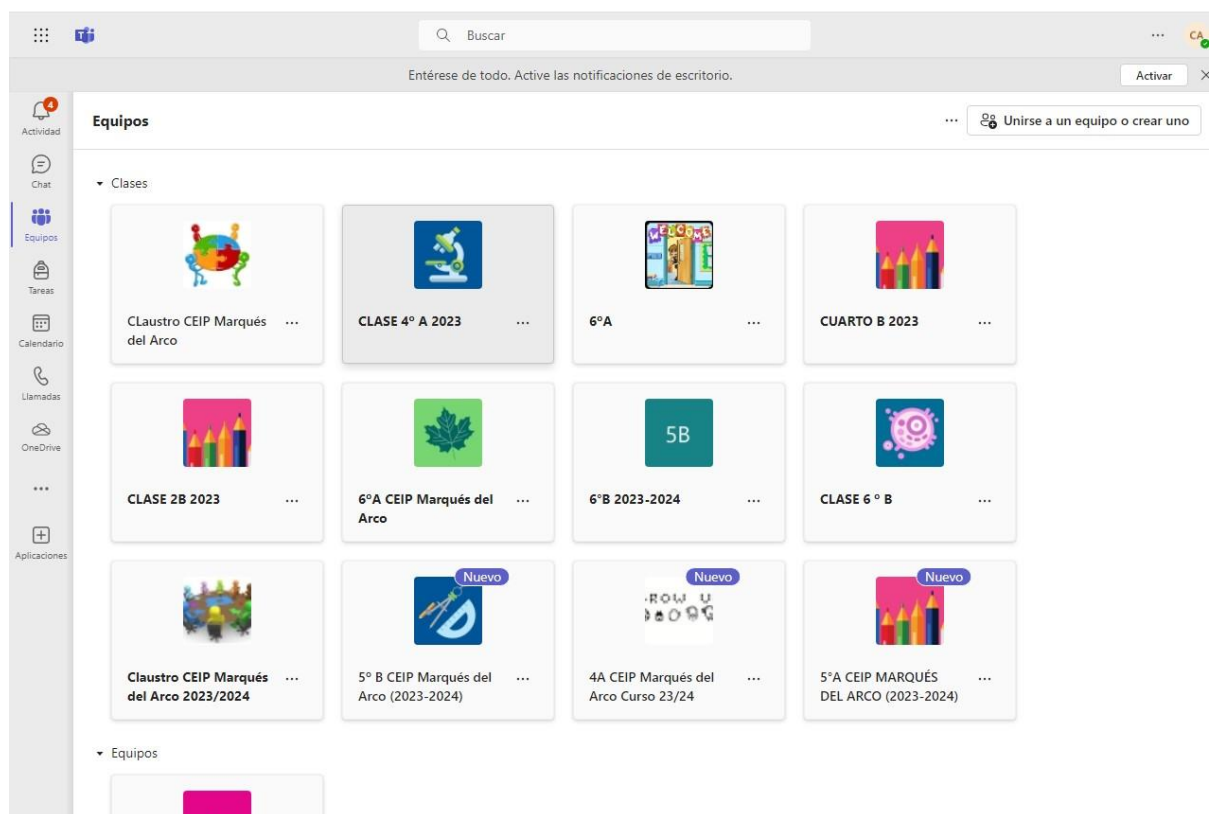 Buscar
CA
Entérese de todo. Active las notificaciones de escritorio.
Activar
4
Actividad
Chat
Equipos
Tareas
Calendario
Llamadas
OneDrive
Aplicaciones
Equipos
Unirse a un equipo o crear uno
Clases
CLaustro CEIP Marqués
del Arco
CLASE 4º A 2023
WELCOME
6ºA
CUARTO B 2023
CLASE 2B 2023
6ºA CEIP Marqués del
Arco
5B
6°B 2023-2024
CLASE 6 º B
Claustro CEIP Marqués
del Arco 2023/2024
Nuevo
5º B CEIP Marqués del
Arco (2023-2024)
Nuevo
4A CEIP Marqués del
Arco Curso 23/24
Nuevo
5°A CEIP MARQUÉS
DEL ARCO (2023-2024)
Equipos